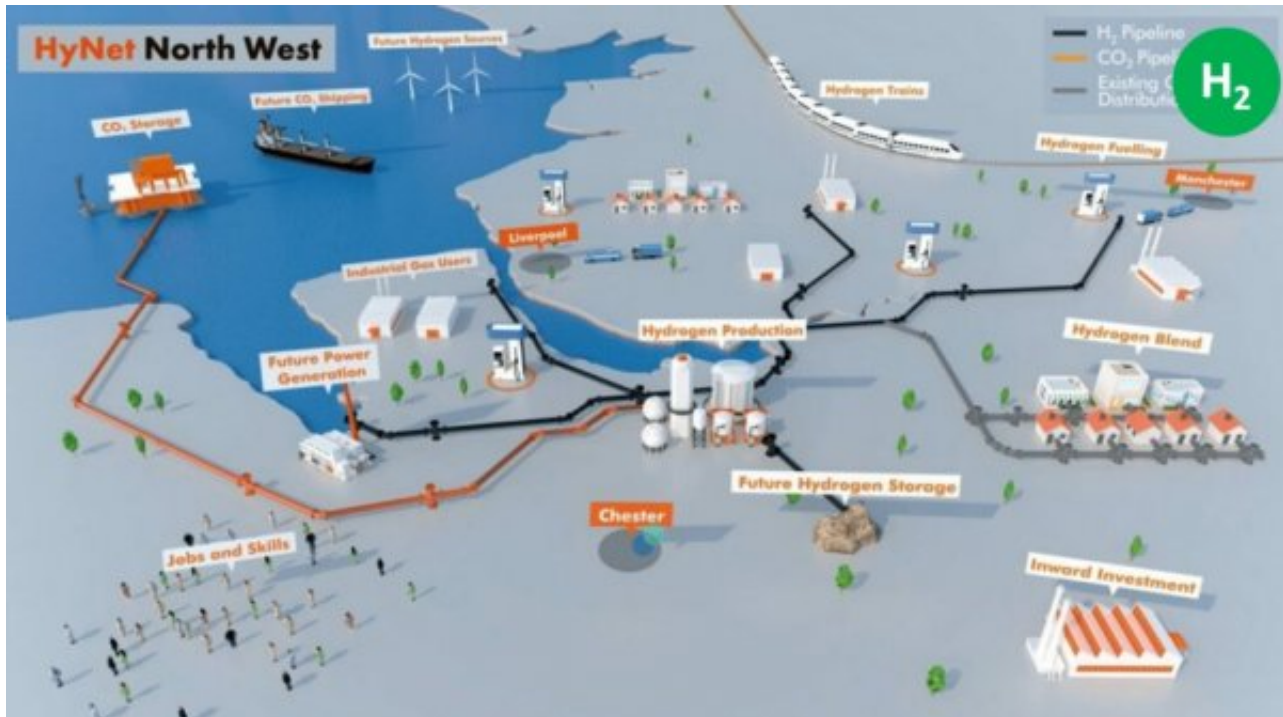 HyNet North West
Future Hydrogen Sources
H₂ Pipeline
CO₂
Existing
H₂
Future CO₂ Shipping
Hydrogen Trains
CO₂ Storage
Hydrogen Fuelling
Manchester
Liverpool
Industrial Gas Users
Hydrogen Production
Hydrogen Blend
Future Power
Generation
Future Hydrogen Storage
Chester
Jobs and Skills
Inward Investment